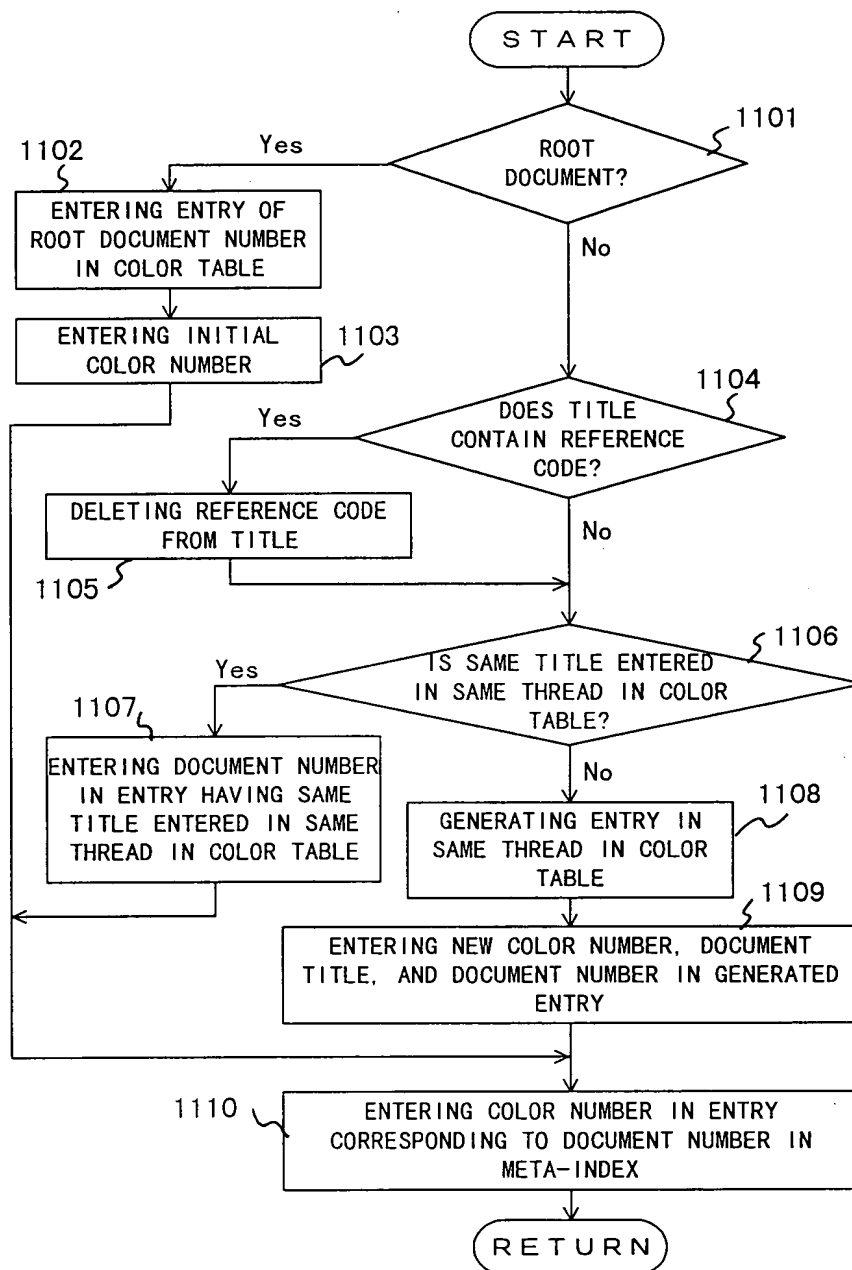 START
1101
ROOT
DOCUMENT?
Yes
1102
ENTERING ENTRY OF
ROOT DOCUMENT NUMBER
IN COLOR TABLE
No
ENTERING INITIAL
COLOR NUMBER
1103
1104
DOES TITLE
CONTAIN REFERENCE
CODE?
Yes
DELETING REFERENCE CODE
FROM TITLE
1105
No
1106
IS SAME TITLE ENTERED
IN SAME THREAD IN COLOR
TABLE?
Yes
1107
ENTERING DOCUMENT NUMBER
IN ENTRY HAVING SAME
TITLE ENTERED IN SAME
THREAD IN COLOR TABLE
No
1108
GENERATING ENTRY IN
SAME THREAD IN COLOR
TABLE
1109
ENTERING NEW COLOR NUMBER, DOCUMENT
TITLE, AND DOCUMENT NUMBER IN GENERATED
ENTRY
1110
ENTERING COLOR NUMBER IN ENTRY
CORRESPONDING TO DOCUMENT NUMBER IN
META-INDEX
RETURN